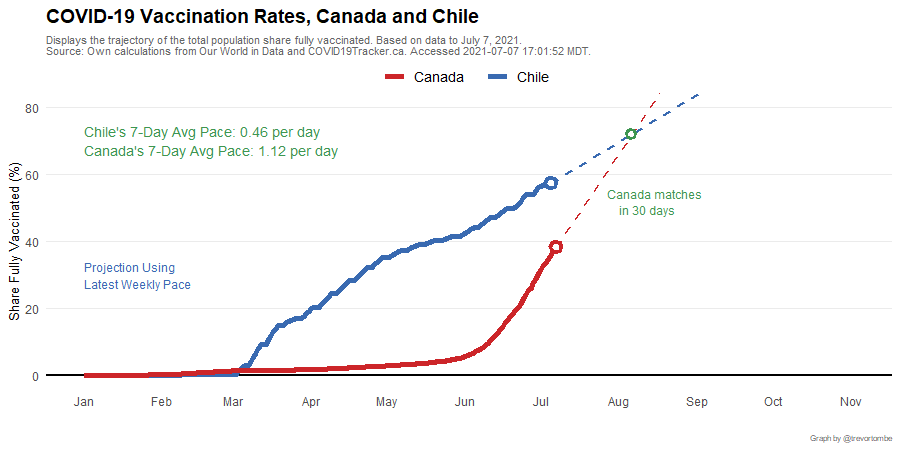 COVID-19 Vaccination Rates, Canada and Chile
Displays the trajectory of the total population share fully vaccinated. Based on data to July 7, 2021.
Source: Own calculations from Our World in Data and COVID19Tracker.ca. Accessed 2021-07-07 17:01:52 MDT.
Canada Chile
80
Chile's 7-Day Avg Pace: 0.46 per day
Canada's 7-Day Avg Pace: 1.12 per day
60
Canada matches
in 30 days
Share Fully Vaccinated (%)
40
Projection Using
Latest Weekly Pace
20
0
Jan Feb Mar Apr May Jun Jul Aug Sep Oct Nov
Graph by @trevortombe